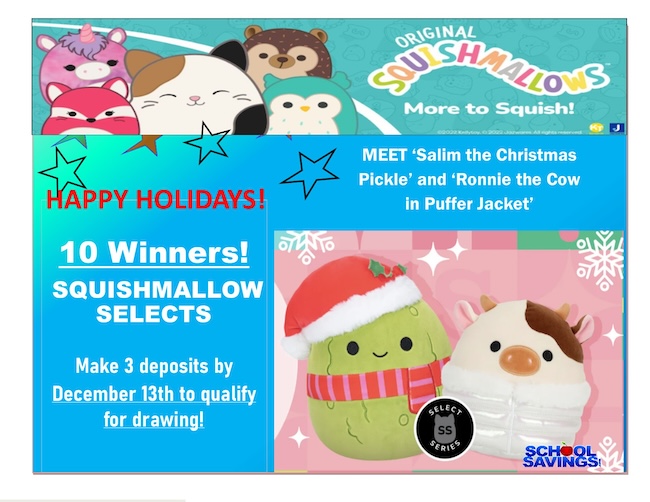 ORIGINAL
SQUISHMALLOWS
More to Squish!
MEET ‘Salim the Christmas
Pickle’ and ‘Ronnie the Cow
in Puffer Jacket’
HAPPY HOLIDAYS!
10 Winners!
SQUISHMALLOW
SELECTS
Make 3 deposits by
December 13th to qualify
for drawing!
SELECT
SS
SERIES
SCHOOL
SAVINGS!